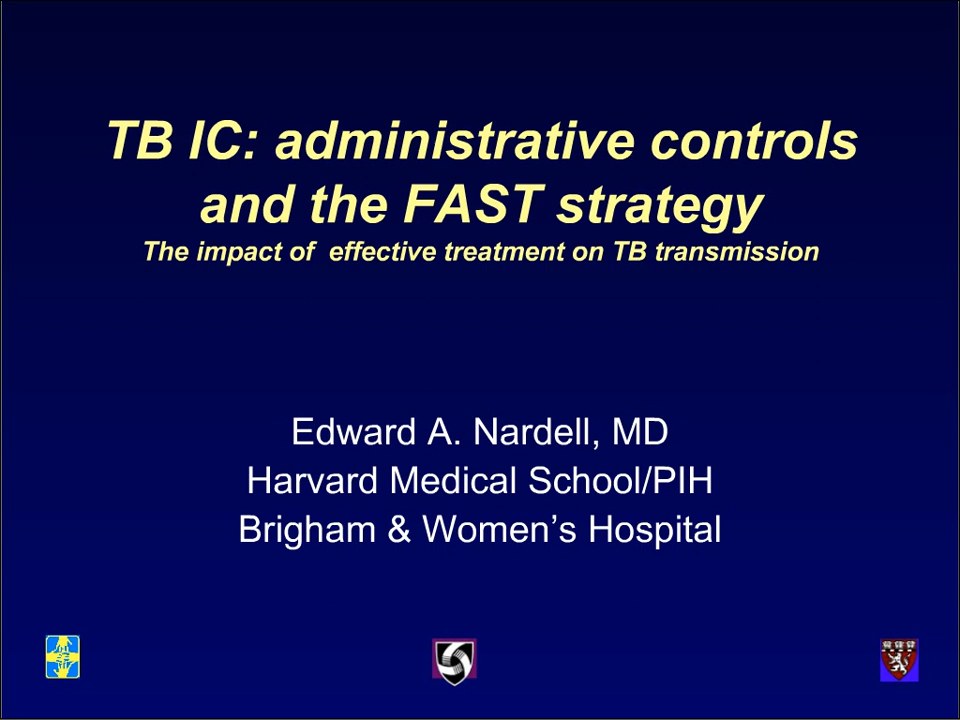 TB IC: administrative controls
and the FAST strategy
The impact of effective treatment on TB transmission
Edward A. Nardell, MD
Harvard Medical School/PIH
Brigham & Women’s Hospital